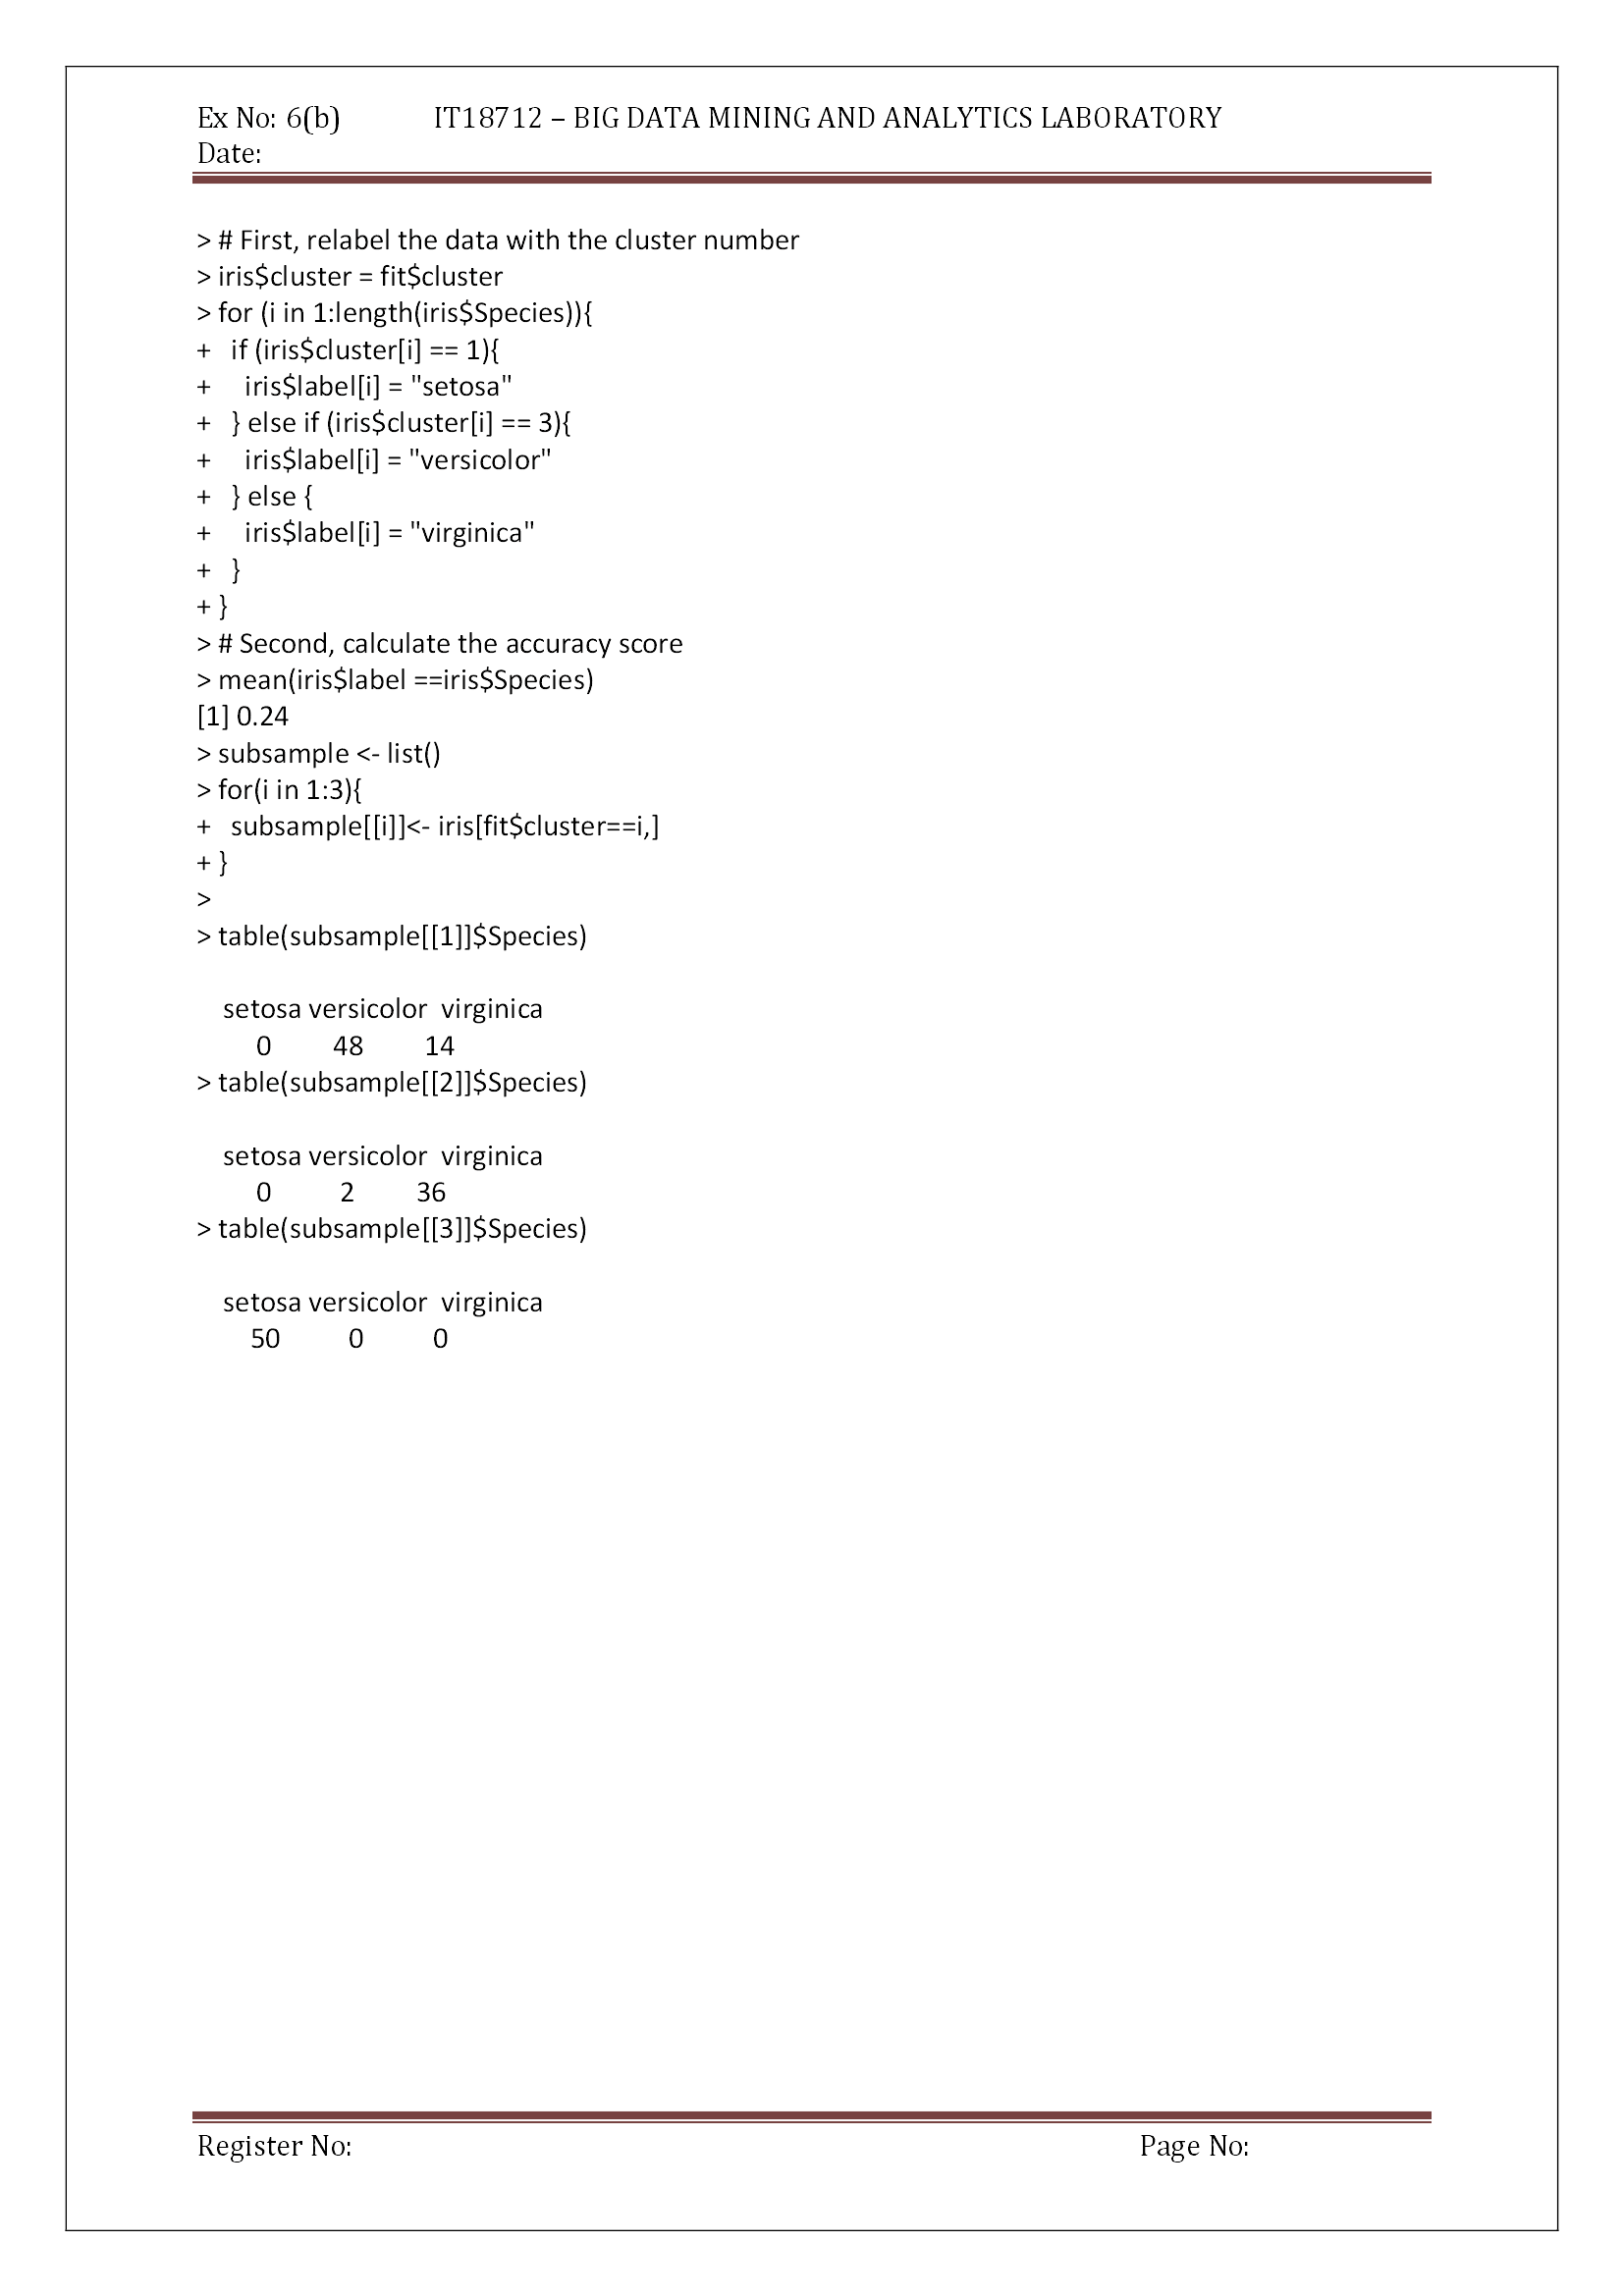 Ex No: 6(b) IT18712 – BIG DATA MINING AND ANALYTICS LABORATORY
Date:
> # First, relabel the data with the cluster number
> iris$cluster = fit$cluster
> for (i in 1:length(iris$Species)){
+   if (iris$cluster[i] == 1){
+     iris$label[i] = "setosa"
+   } else if (iris$cluster[i] == 3){
+     iris$label[i] = "versicolor"
+   } else {
+     iris$label[i] = "virginica"
+   }
+ }
> # Second, calculate the accuracy score
> mean(iris$label ==iris$Species)
[1] 0.24
> subsample <- list()
> for(i in 1:3){
+   subsample[[i]]<- iris[fit$cluster==i,]
+ }
>
> table(subsample[[1]]$Species)
setosa versicolor  virginica
0 48 14
> table(subsample[[2]]$Species)
setosa versicolor  virginica
0 2 36
> table(subsample[[3]]$Species)
setosa versicolor  virginica
50 0 0
Register No: Page No: